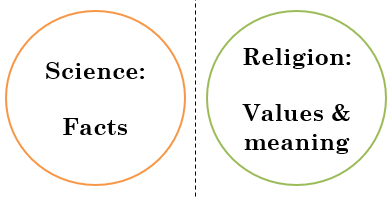 Science:
Facts
Religion:
Values &
meaning